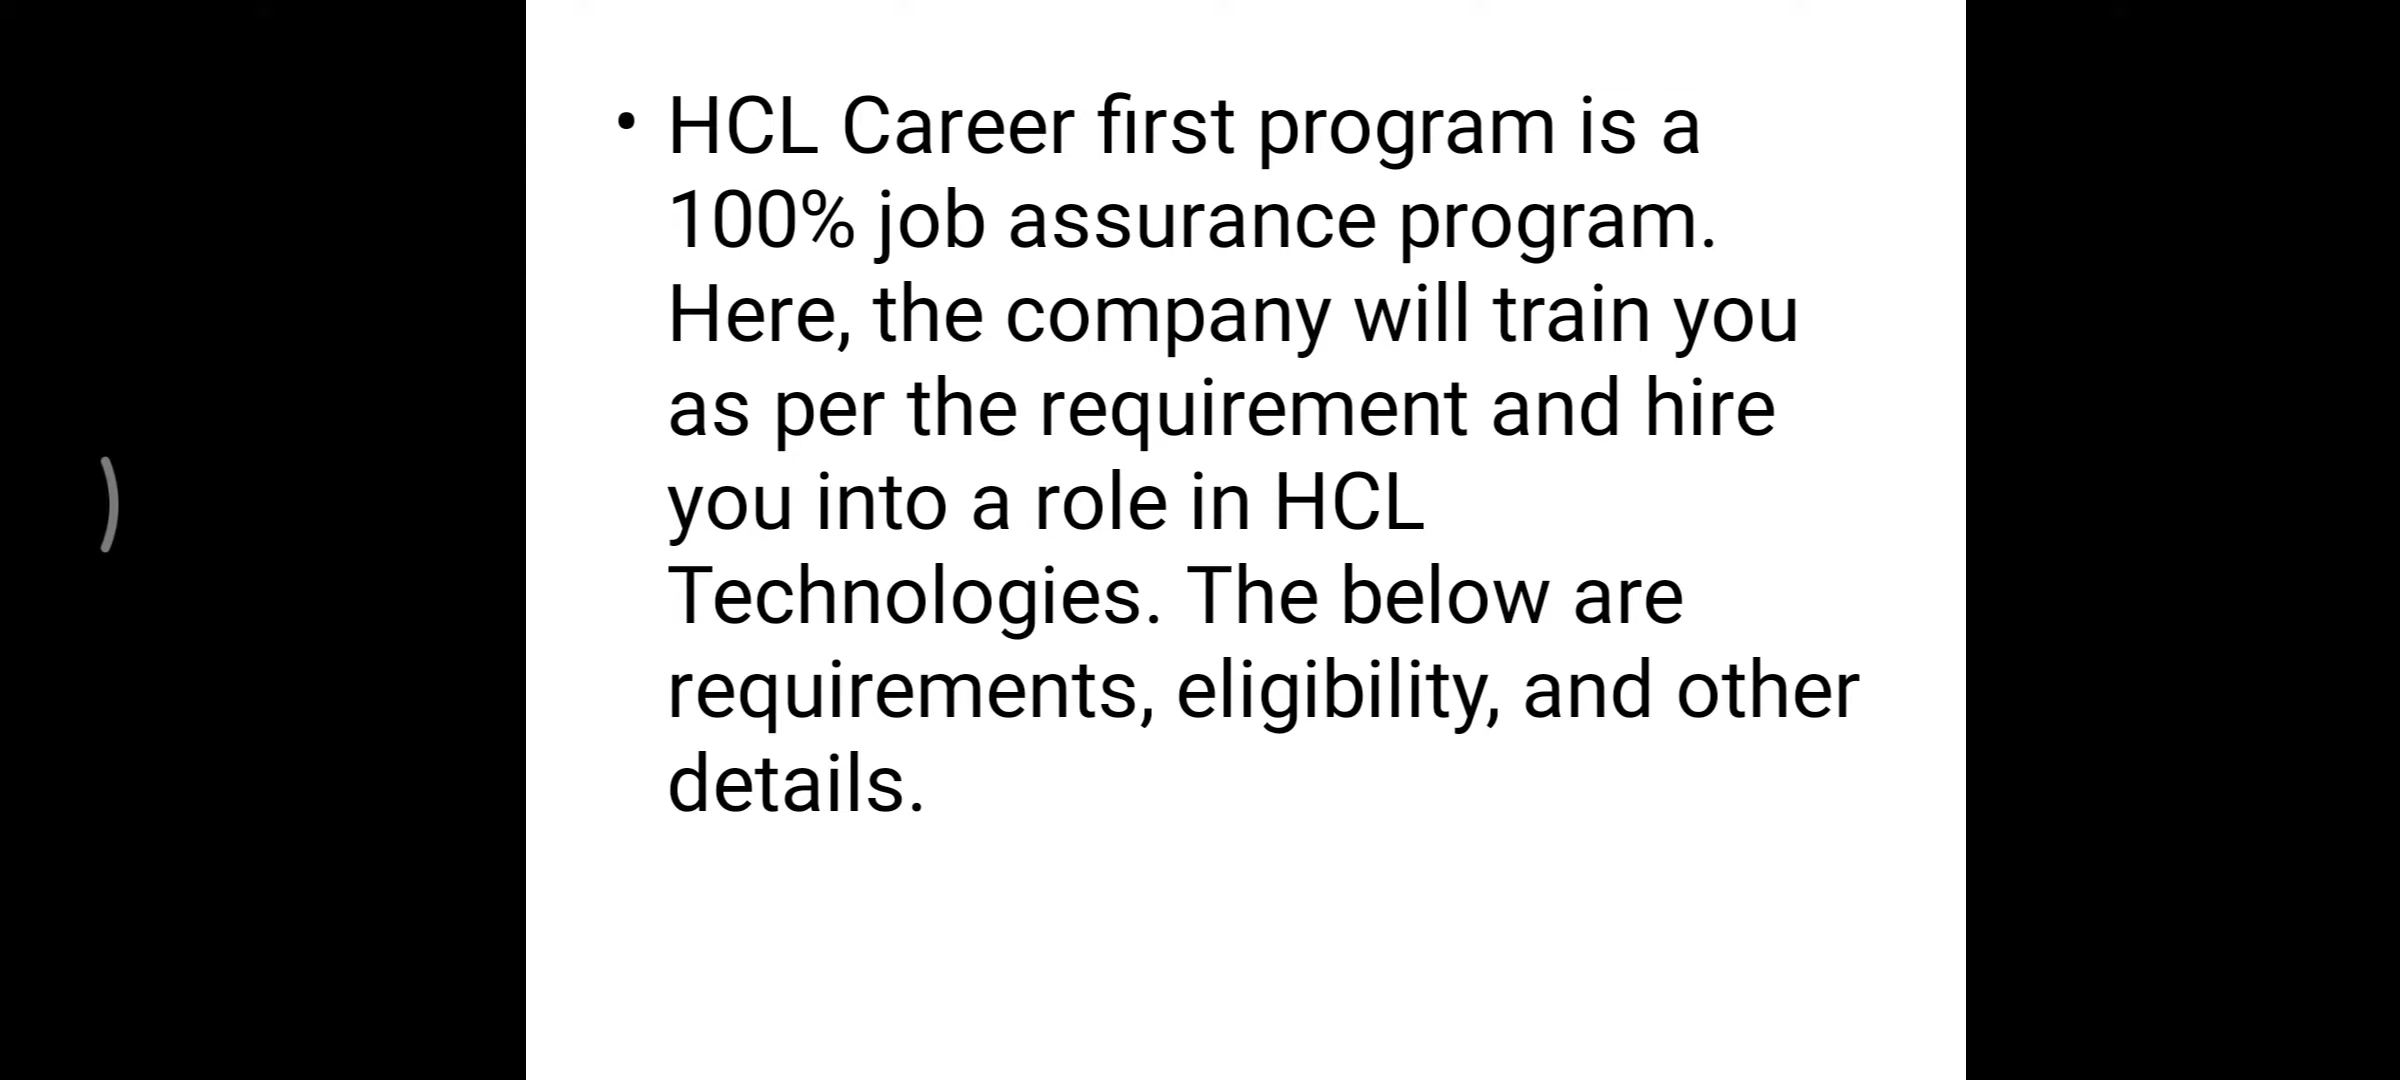 • HCL Career first program is a
100% job assurance program.
Here, the company will train you
as per the requirement and hire
you into a role in HCL
Technologies. The below are
requirements, eligibility, and other
details.